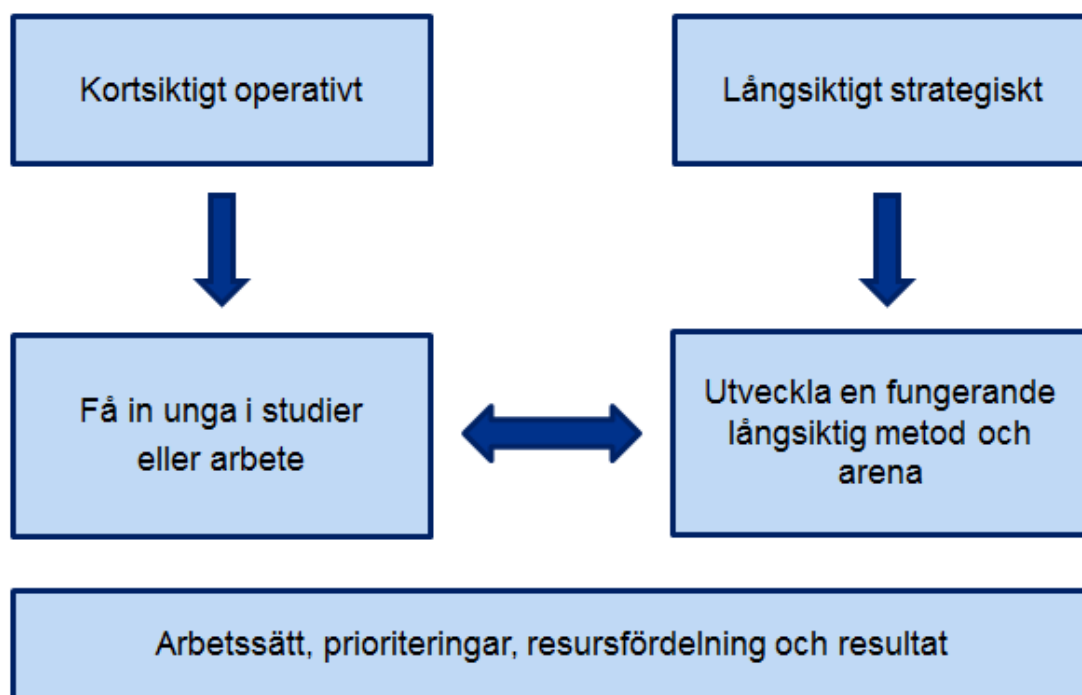 Kortsiktigt operativt
Långsiktigt strategiskt
Få in unga i studier
eller arbete
Utveckla en fungerande
långsiktig metod och
arena
Arbetssätt, prioriteringar, resursfördelning och resultat